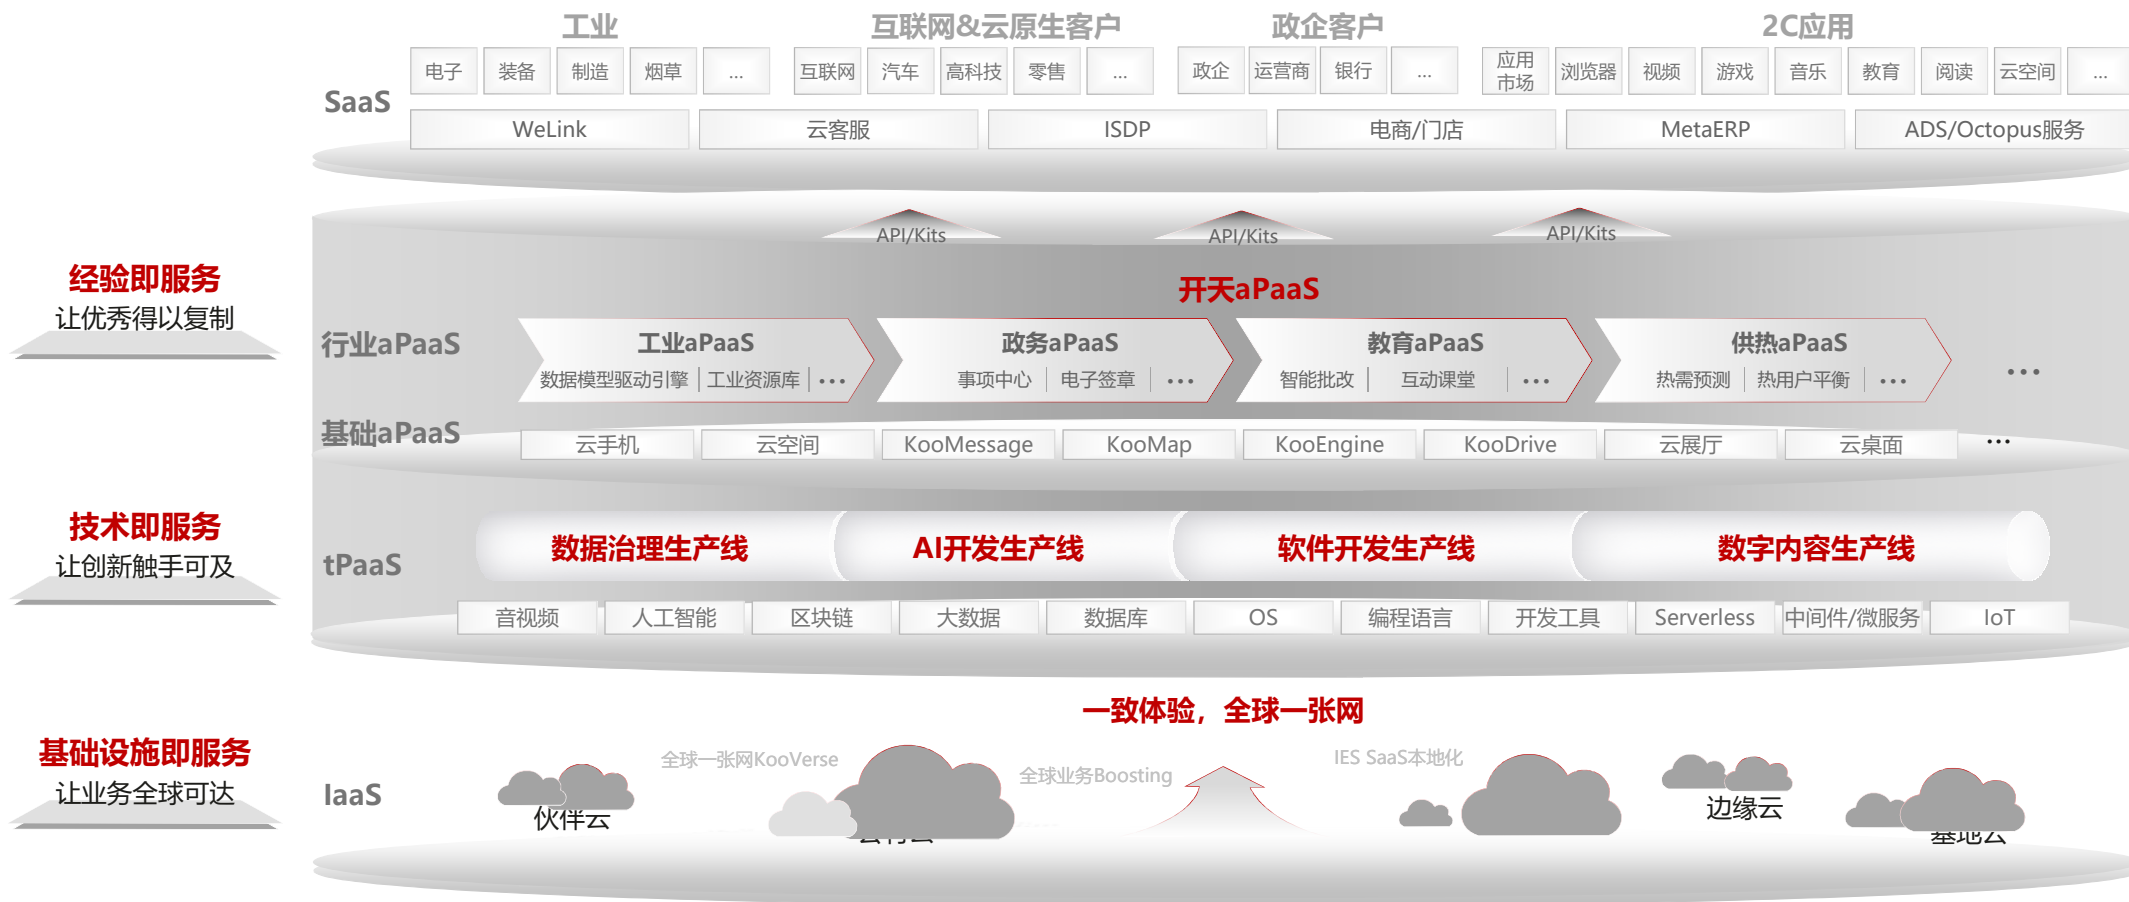 工业 互联网&云原生客户 政企客户 2C应用
电子 装备 制造 烟草 ... 互联网 汽车 高科技 零售 ... 政企 运营商 银行 ... 应用市场 浏览器 视频 游戏 音乐 教育 阅读 云空间 ...
SaaS
WeLink 云客服 ISDP 电商/门店 MetaERP ADS/Octopus服务
API/Kits API/Kits API/Kits
经验即服务
让优秀得以复制
开天aPaaS
行业aPaaS
工业aPaaS 政务aPaaS 教育aPaaS 供热aPaaS
数据模型驱动引擎 工业资源库 ... 事项中心 电子签章 ... 智能批改 互动课堂 ... 热需预测 热用户平衡 ... ...
基础aPaaS
云手机 云空间 KooMessage KooMap KooEngine KooDrive 云展厅 云桌面 ...
技术即服务
让创新触手可及
tPaaS
数据治理生产线 AI开发生产线 软件开发生产线 数字内容生产线
音视频 人工智能 区块链 大数据 数据库 OS 编程语言 开发工具 Serverless 中间件/微服务 IoT
一致体验，全球一张网
基础设施即服务
让业务全球可达
IaaS
全球一张网KooVerse 全球业务Boosting IES SaaS本地化
伙伴云 边缘云 基地云